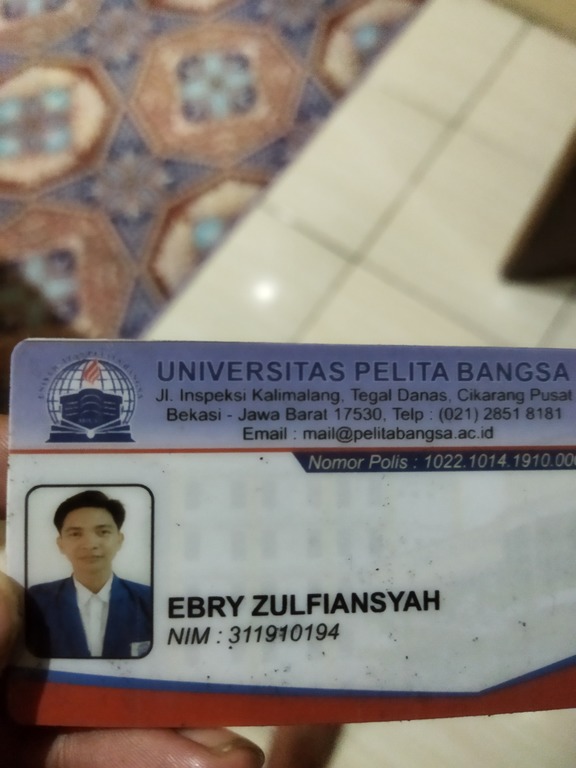 UNIVERSITAS PELITA BANGSA
Jl. Inspeksi Kalimalang, Tegal Danas, Cikarang Pusat
Bekasi - Jawa Barat 17530, Telp : (021) 2851 8181
Email : mail@pelitabangsa.ac.id
Nomor Polis : 1022.1014.1910.00
EBRY ZULFIANSYAH
NIM : 311910194